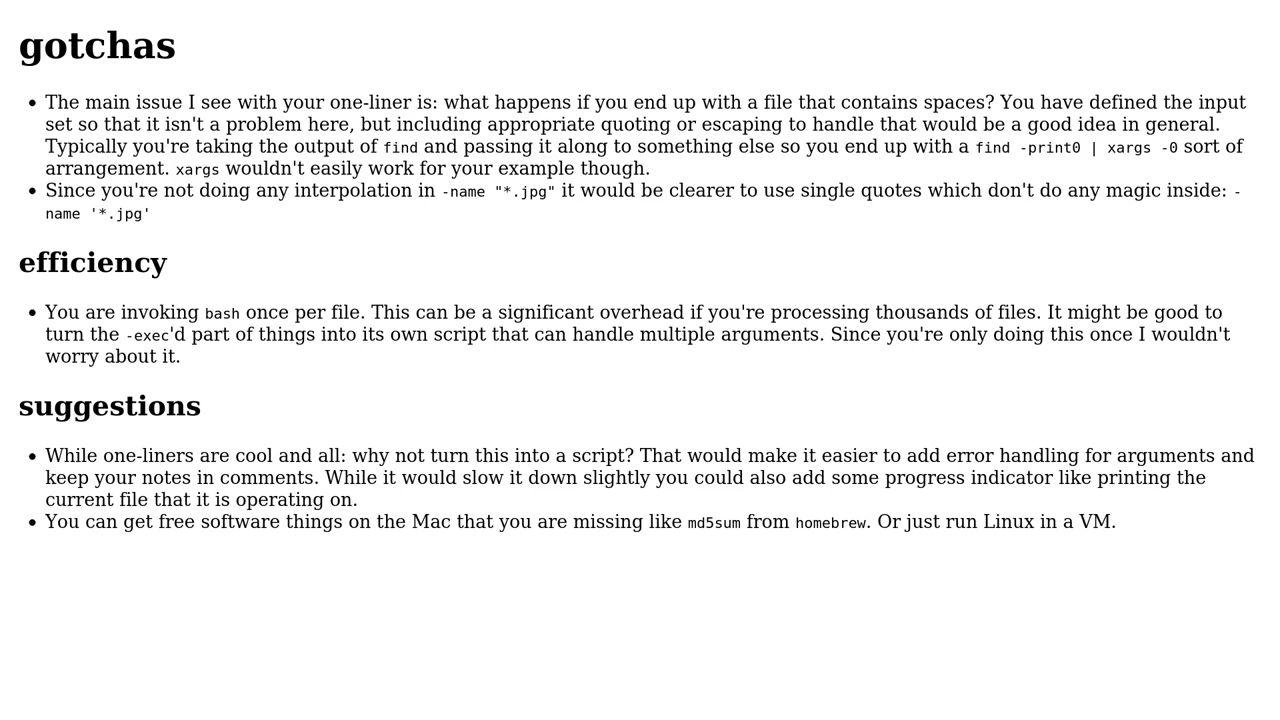 gotchas
• The main issue I see with your one-liner is: what happens if you end up with a file that contains spaces? You have defined the input
set so that it isn't a problem here, but including appropriate quoting or escaping to handle that would be a good idea in general.
Typically you're taking the output of find and passing it along to something else so you end up with a find -print0 | xargs -0 sort of
arrangement. xargs wouldn't easily work for your example though.
• Since you're not doing any interpolation in -name "*.jpg" it would be clearer to use single quotes which don't do any magic inside: -
name '*.jpg'
efficiency
• You are invoking bash once per file. This can be a significant overhead if you're processing thousands of files. It might be good to
turn the -exec'd part of things into its own script that can handle multiple arguments. Since you're only doing this once I wouldn't
worry about it.
suggestions
• While one-liners are cool and all: why not turn this into a script? That would make it easier to add error handling for arguments and
keep your notes in comments. While it would slow it down slightly you could also add some progress indicator like printing the
current file that it is operating on.
• You can get free software things on the Mac that you are missing like md5sum from homebrew. Or just run Linux in a VM.